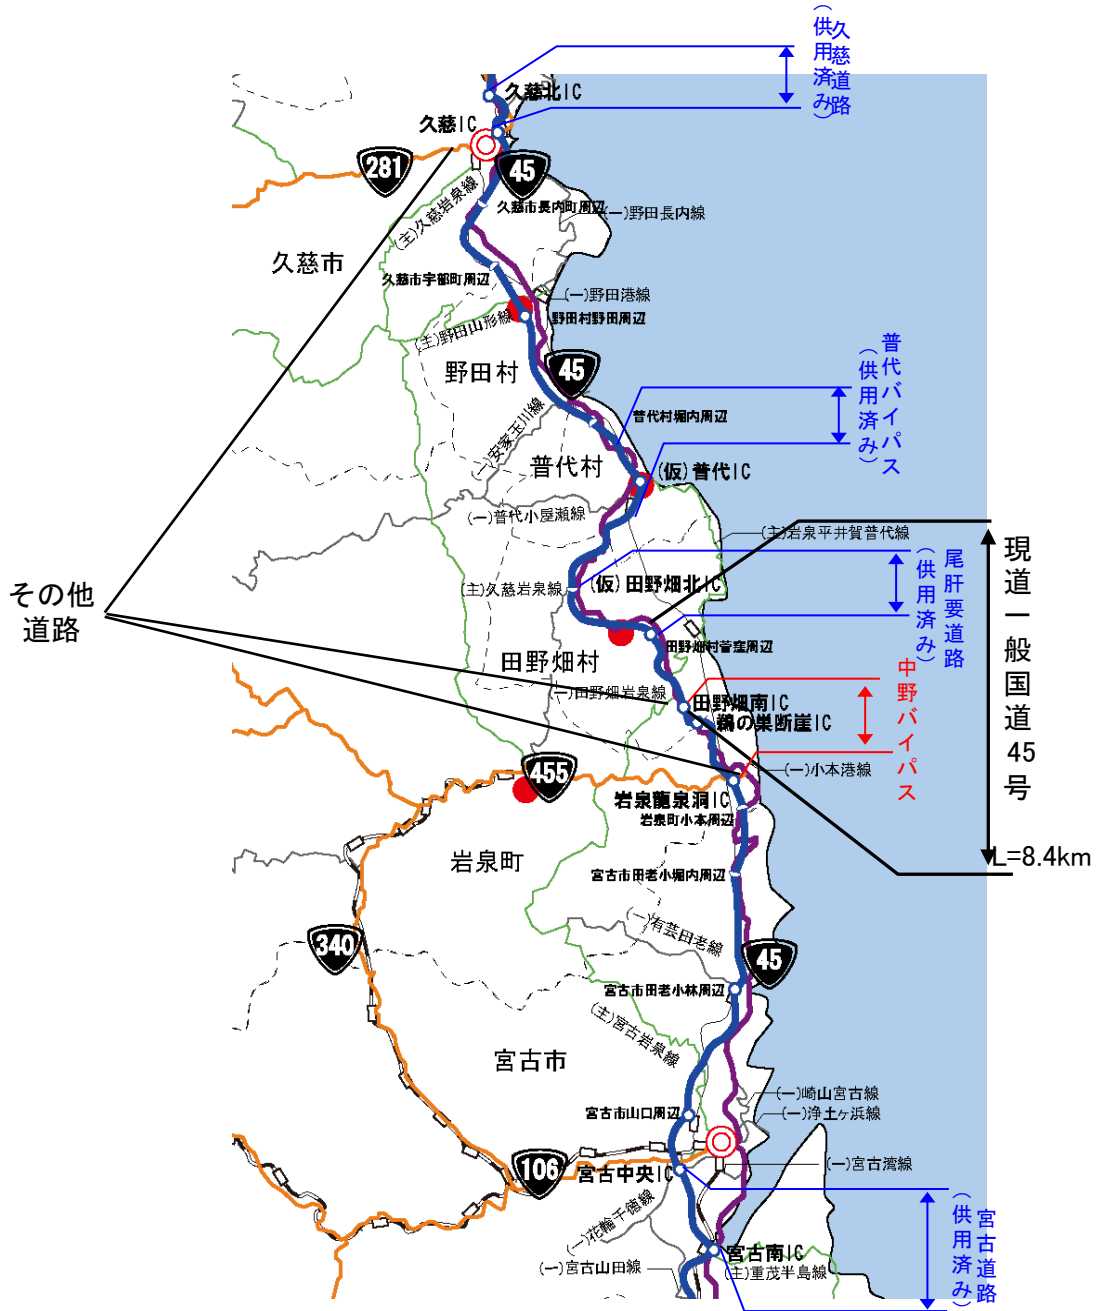 久慈道路
(供用済み)
久慈北IC
久慈IC
281
45
(主)久慈岩泉線
久慈市長内町周辺
(一)野田長内線
久慈市
久慈市宇部町周辺
(一)野田港線
(主)野田山形線
野田村野田周辺
普代バイパス
(供用済み)
野田村
45
(一)安家玉川線
普代村堀内周辺
普代村
(仮)普代IC
(一)普代小屋瀬線
(主)岩泉平井賀普代線
現道一般国道45号
尾肝要道路
(供用済み)
その他
道路
(主)久慈岩泉線
(仮)田野畑北IC
田野畑村菅窪周辺
田野畑村
中野バイパス
(一)田野畑岩泉線
田野畑南IC
鵜の巣断崖IC
455
(一)小本港線
岩泉龍泉洞IC
岩泉町小本周辺
岩泉町
L=8.4km
宮古市田老小堀内周辺
(一)有芸田老線
340
45
宮古市田老小林周辺
(主)宮古岩泉線
宮古市
(一)崎山宮古線
宮古市山口周辺
(一)浄土ヶ浜線
106
宮古中央IC
(一)宮古湾線
(一)花輪千徳線
宮古道路
(供用済み)
宮古南IC
(一)宮古山田線
(主)重茂半島線